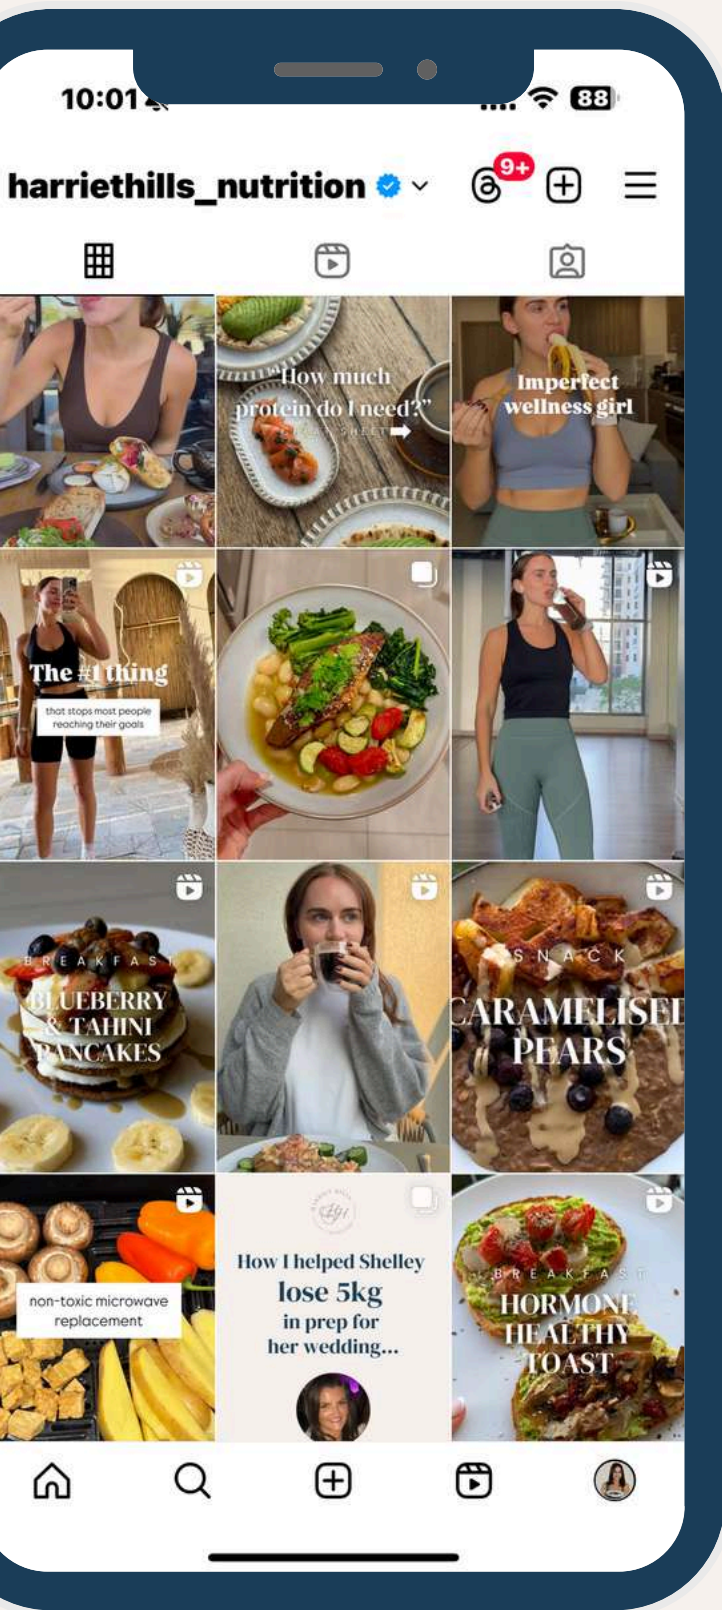 10:01
88
harriethills_nutrition
9+
"How much
protein do I need?"
SHEET
Imperfect
wellness girl
The #1 thing
that stops most people
reaching their goals
BREAKFAST
BLUEBERRY
& TAHINI
PANCAKES
SNACK
CARAMELISED
PEARS
non-toxic microwave
replacement
How I helped Shelley
lose 5kg
in prep for
her wedding...
BREAKFAST
HORMONE
HEALTHY
TOAST